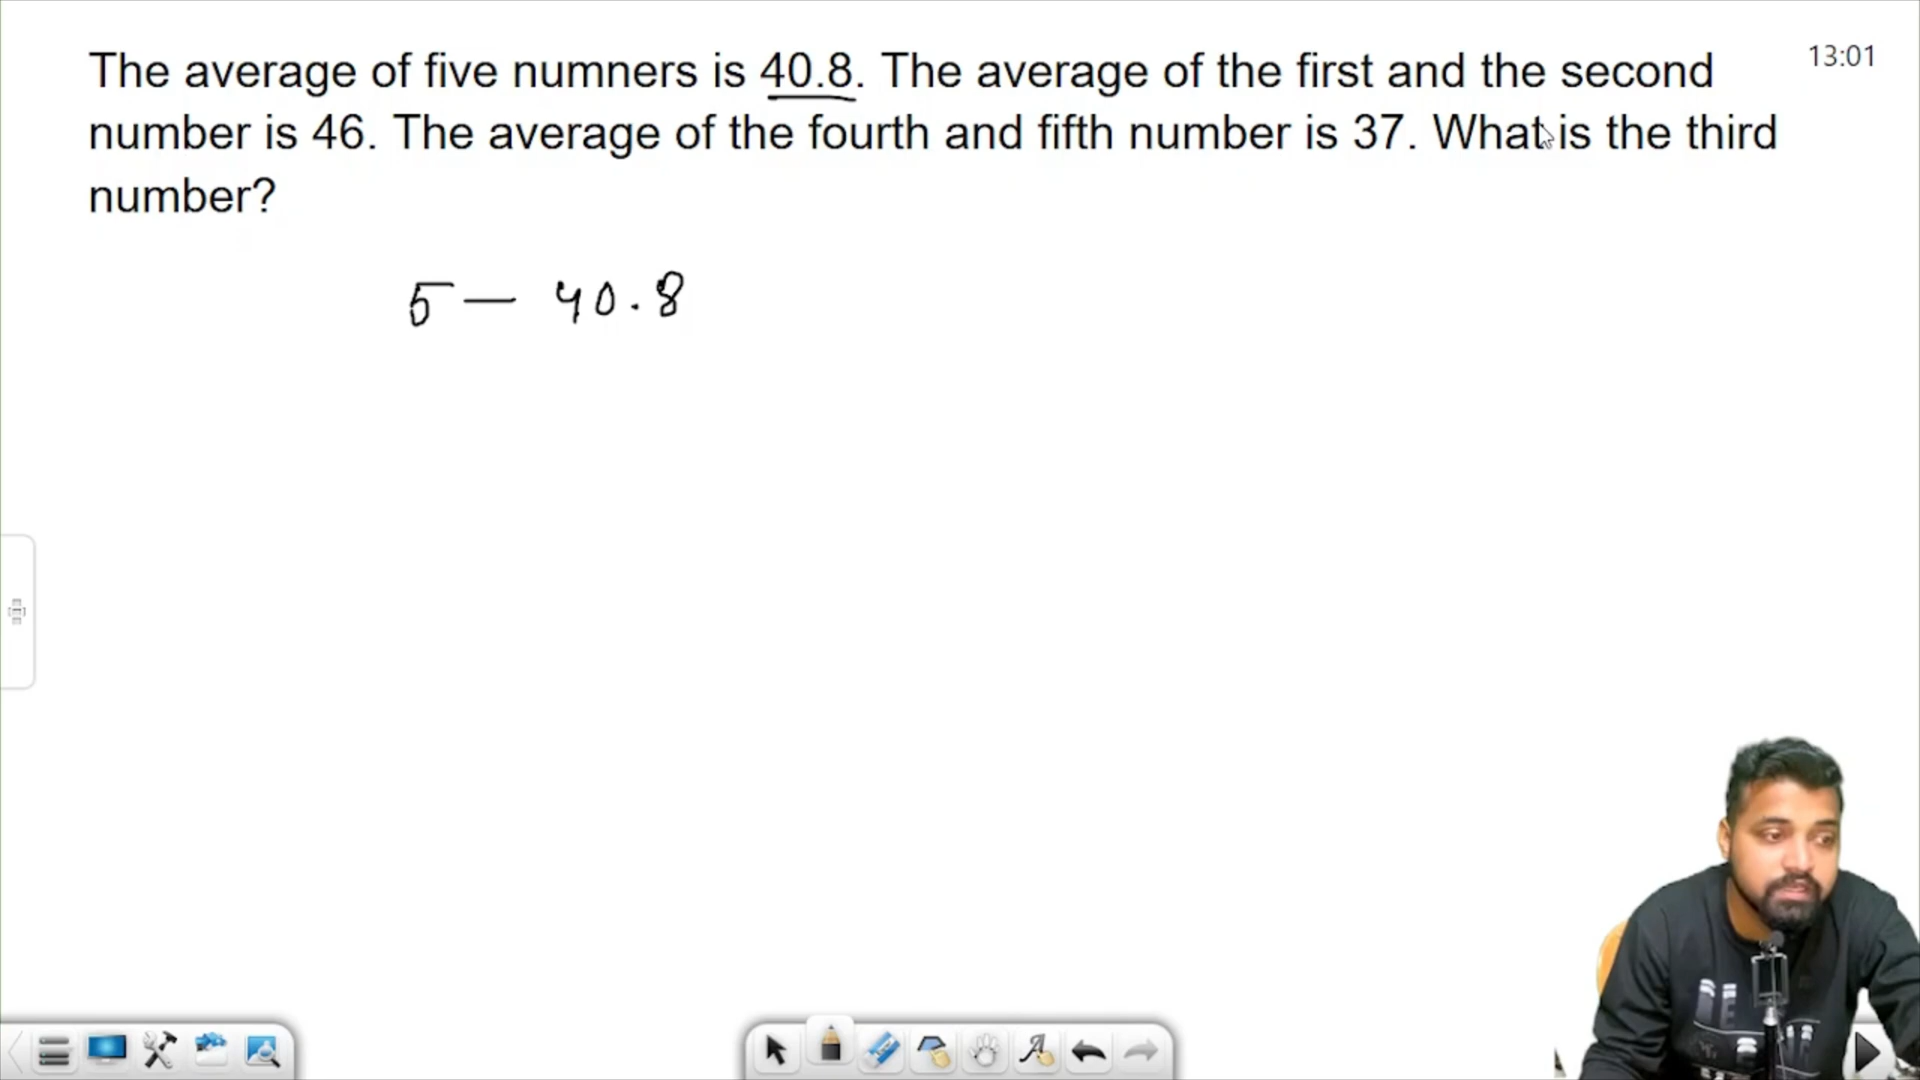 The average of five numners is 40.8. The average of the first and the second
13:01
number is 46. The average of the fourth and fifth number is 37. What is the third
number?
5 — 40.8